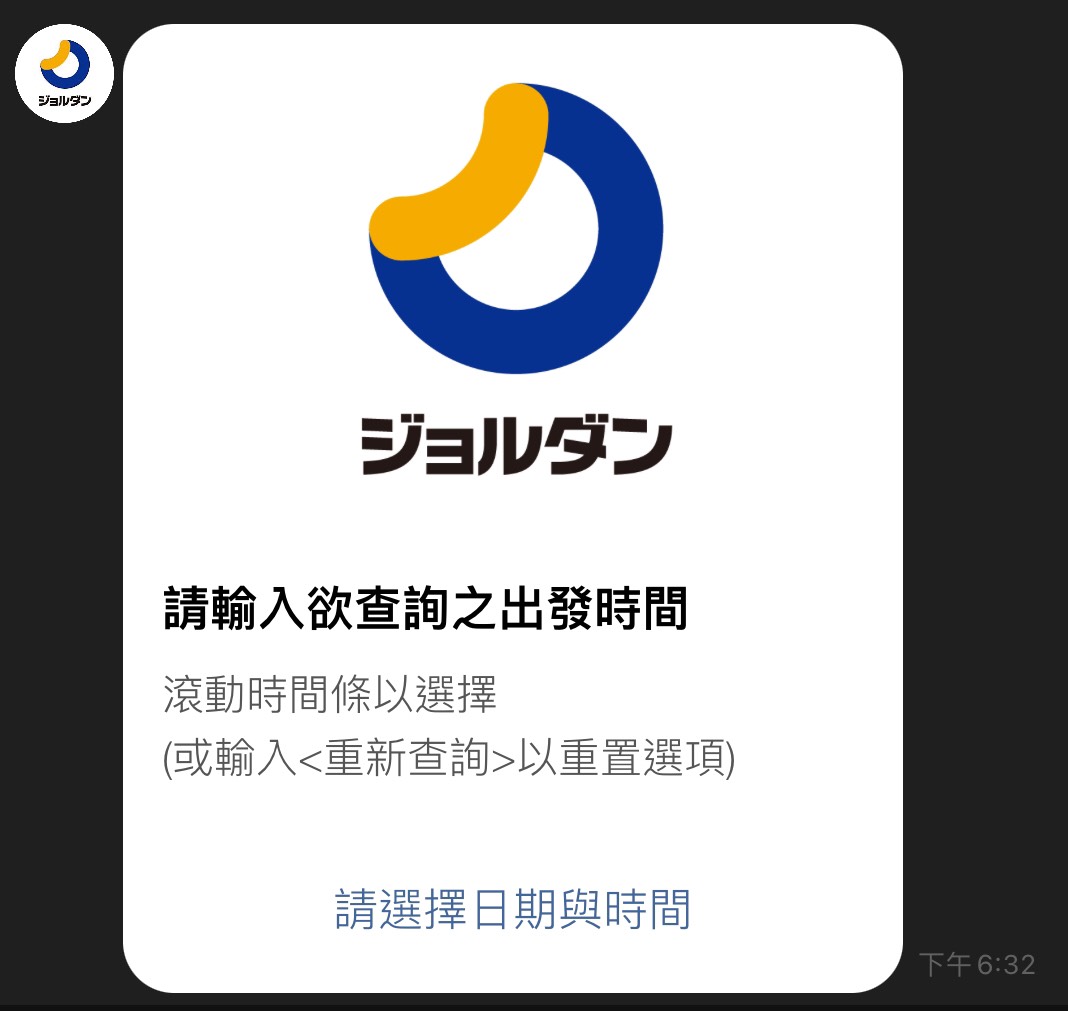 ジョルダン
ジョルダン
請輸入欲查詢之出發時間
滾動時間條以選擇
(或輸入<重新查詢>以重置選項)
請選擇日期與時間
下午6:32